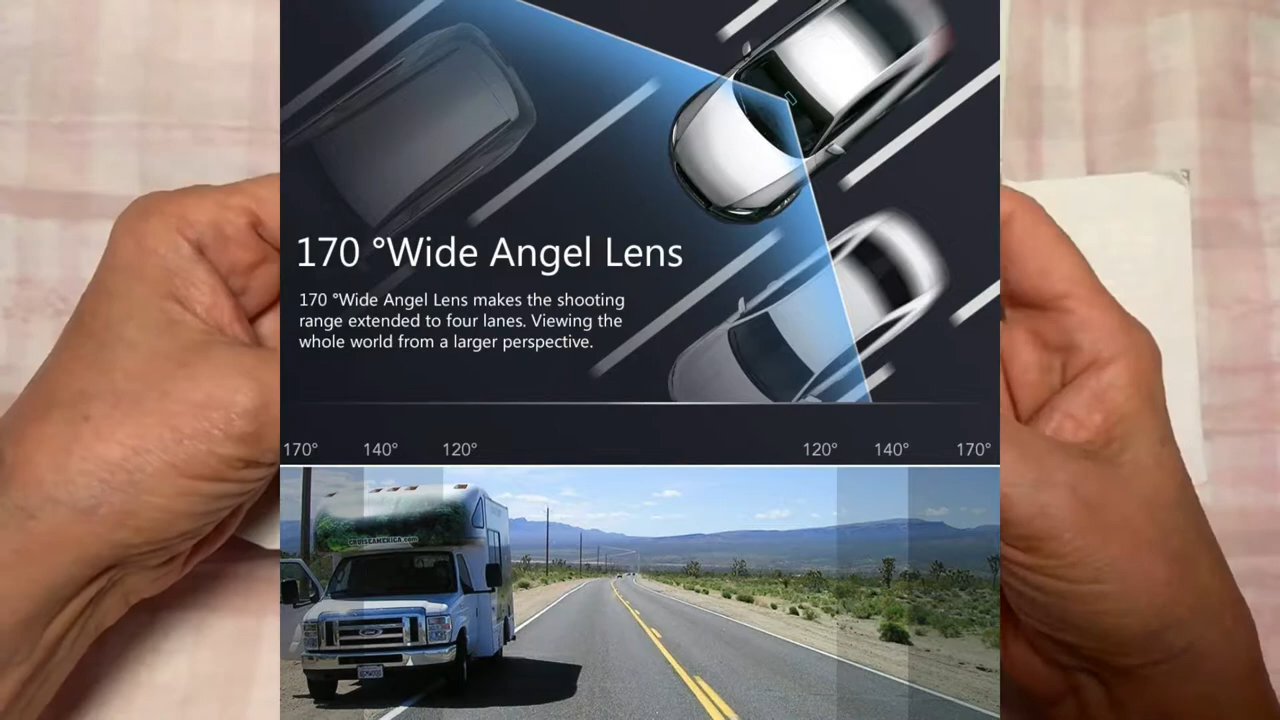 170 °Wide Angel Lens
170 °Wide Angel Lens makes the shooting
range extended to four lanes. Viewing the
whole world from a larger perspective.
170° 140° 120° 120° 140° 170°
CRUISEAMERICA.com
Ford